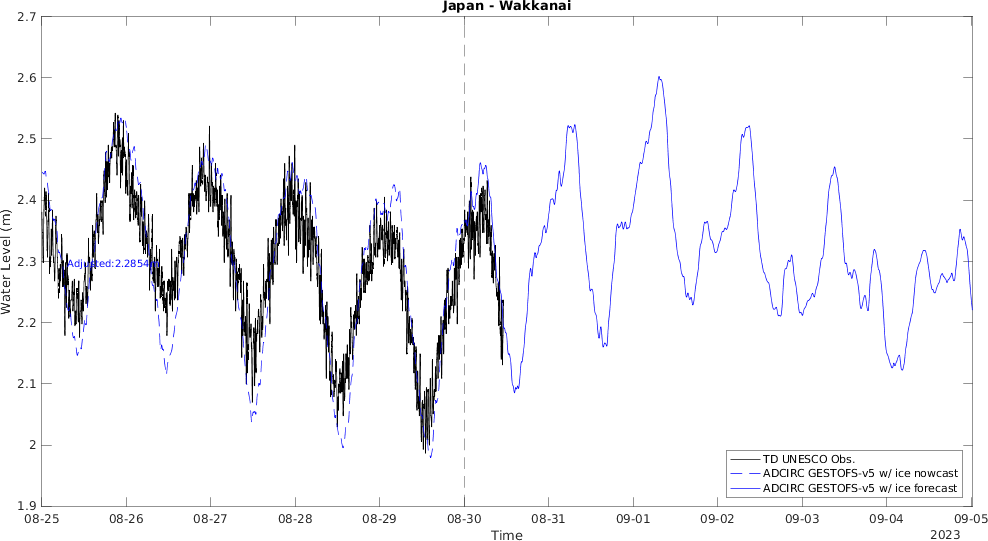 Japan - Wakkanai
Water Level (m)
2.7
2.6
2.5
2.4
2.3
2.2
2.1
2
1.9
Adjusted:2.2854
TD UNESCO Obs.
ADCIRC GESTOFS-v5 w/ ice nowcast
ADCIRC GESTOFS-v5 w/ ice forecast
08-25 08-26 08-27 08-28 08-29 08-30 08-31 09-01 09-02 09-03 09-04 09-05
Time
2023